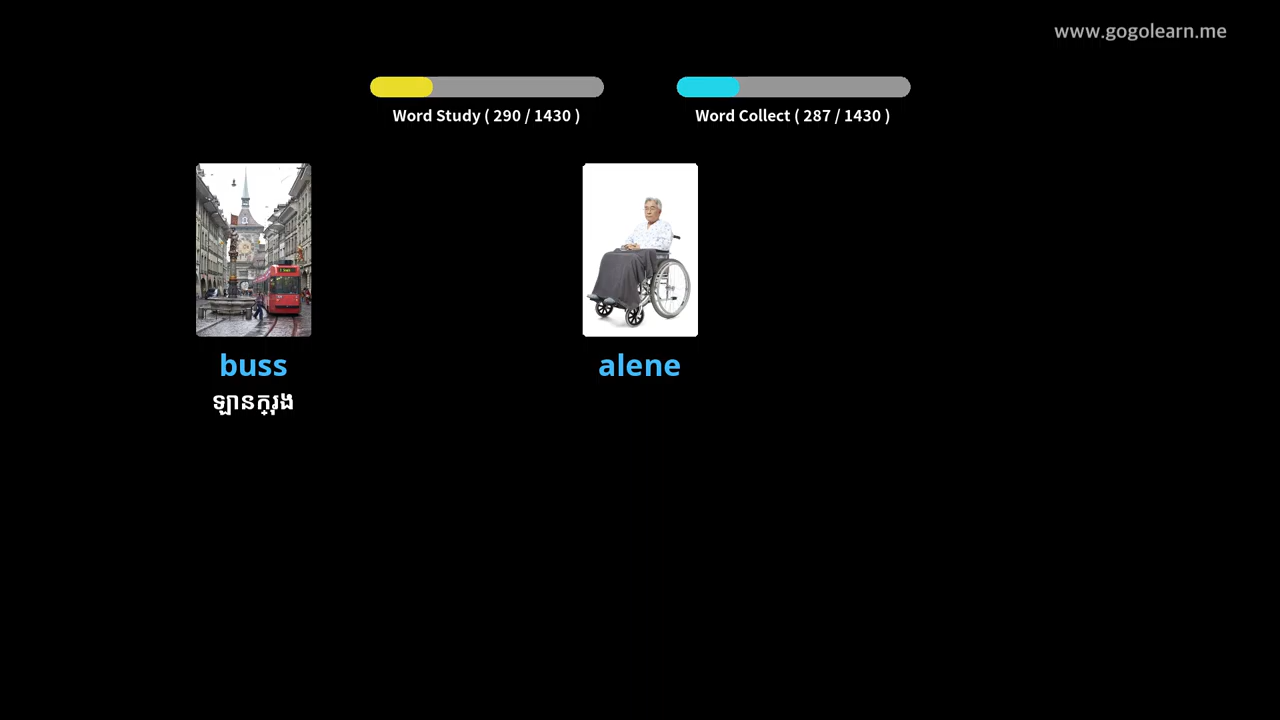 www.gogolearn.me
Word Study ( 290 / 1430 )
Word Collect ( 287 / 1430 )
buss
alene
ឡានក្រុង